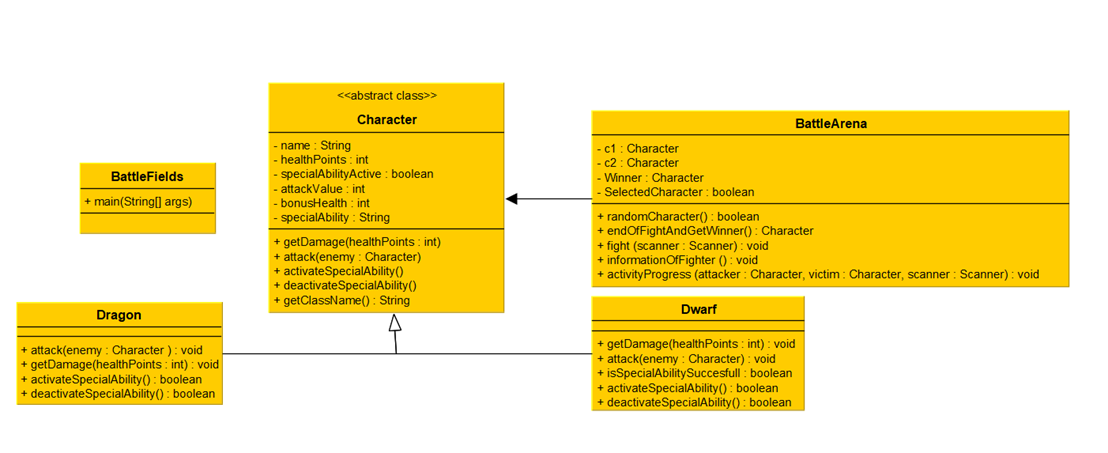 <<abstract class>>
Character
- name : String
- healthPoints : int
- specialAbilityActive : boolean
- attackValue : int
- bonusHealth : int
- specialAbility : String
+ getDamage(healthPoints : int)
+ attack(enemy : Character)
+ activateSpecialAbility()
+ deactivateSpecialAbility()
+ getClassName() : String
BattleArena
- c1 : Character
- c2 : Character
- Winner : Character
- SelectedCharacter : boolean
+ randomCharacter() : boolean
+ endOfFightAndGetWinner() : Character
+ fight (scanner : Scanner) : void
+ informationOfFighter () : void
+ activityProgress (attacker : Character, victim : Character, scanner : Scanner) : void
BattleFields
+ main(String[] args)
Dragon
+ attack(enemy : Character ) : void
+ getDamage(healthPoints : int) : void
+ activateSpecialAbility() : boolean
+ deactivateSpecialAbility() : boolean
Dwarf
+ getDamage(healthPoints : int) : void
+ attack(enemy : Character) : void
+ isSpecialAbilitySuccesfull : boolean
+ activateSpecialAbility() : boolean
+ deactivateSpecialAbility() : boolean